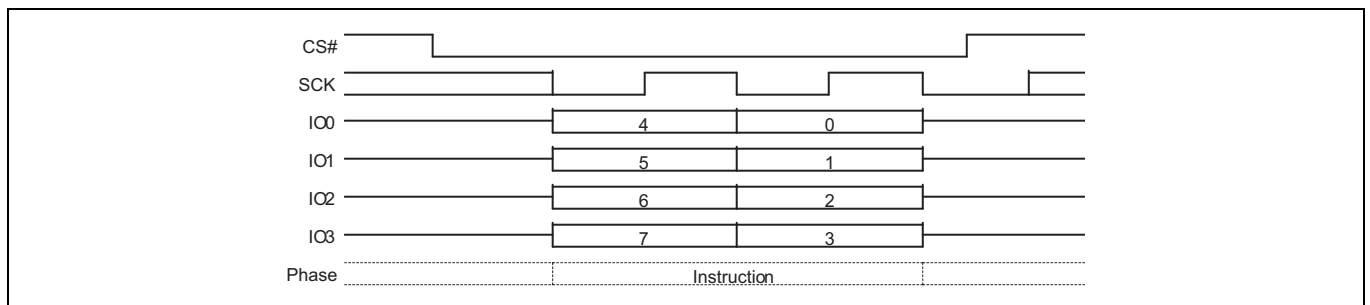 CS#
SCK
IO0 4 0
IO1 5 1
IO2 6 2
IO3 7 3
Phase Instruction